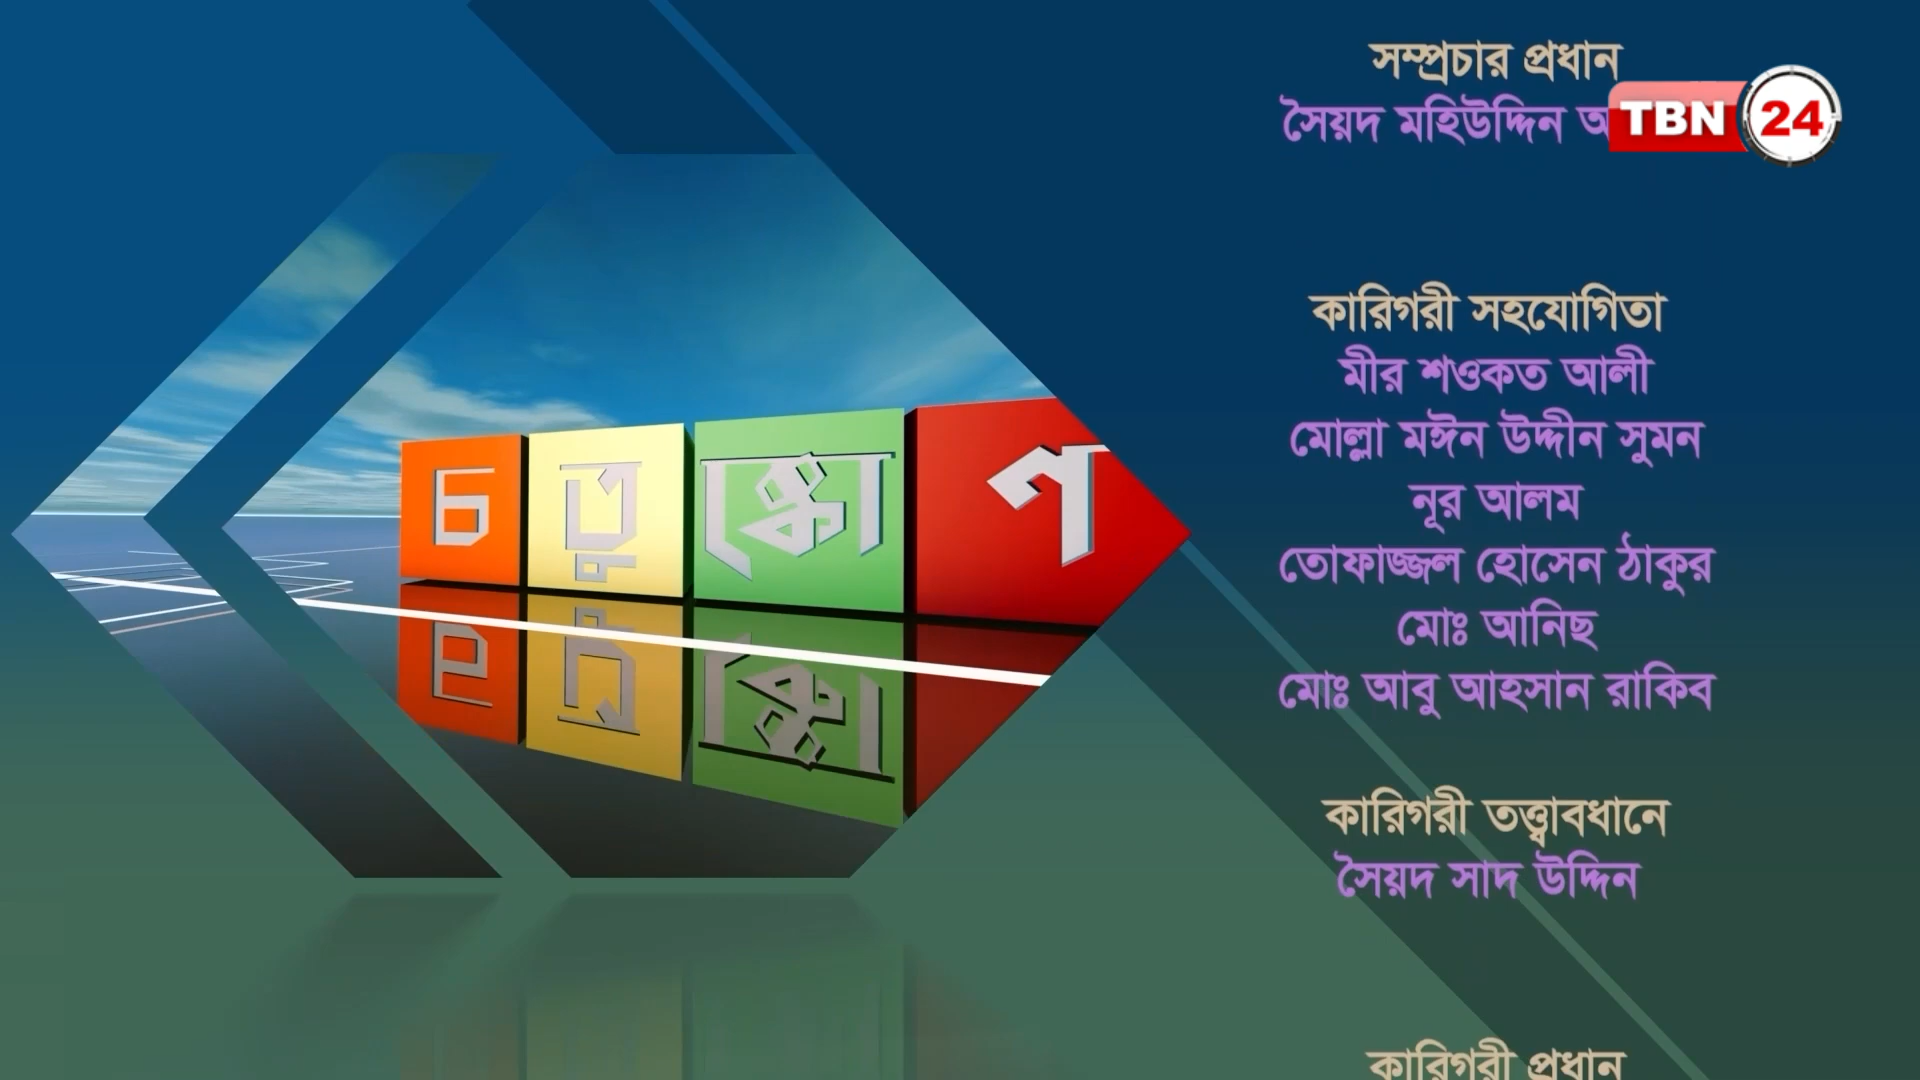 সম্প্রচার প্রধান
সৈয়দ মহিউদ্দিন
TBN 24
কারিগরী সহযোগিতা
মীর শওকত আলী
মোল্লা মঈন উদ্দীন সুমন
নূর আলম
তোফাজ্জল হোসেন ঠাকুর
মোঃ আনিছ
মোঃ আবু আহসান রাকিব
চতুষ্কোণ
কারিগরী তত্ত্বাবধানে
সৈয়দ সাদ উদ্দিন
কারিগরী প্রধান